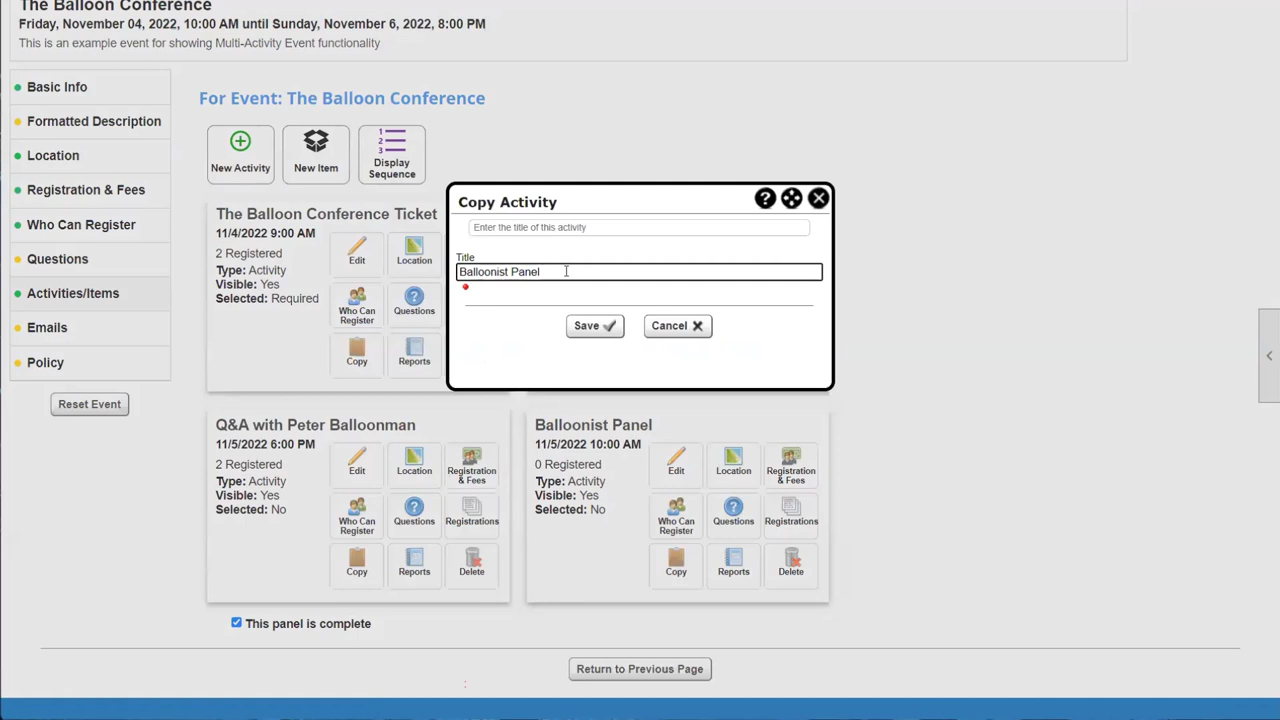 The Balloon Conference
Friday, November 04, 2022, 10:00 AM until Sunday, November 6, 2022, 8:00 PM
This is an example event for showing Multi-Activity Event functionality
Basic Info
Formatted Description
Location
Registration & Fees
Who Can Register
Questions
Activities/Items
Emails
Policy
Reset Event
For Event: The Balloon Conference
New Activity
New Item
1
2
3
Display
Sequence
The Balloon Conference Ticket
11/4/2022 9:00 AM
2 Registered
Type: Activity
Visible: Yes
Selected: Required
Edit
Location
Who Can
Register
Questions
Copy
Reports
Copy Activity
Enter the title of this activity
Title
Balloonist Panel
Save
Cancel
Q&A with Peter Balloonman
11/5/2022 6:00 PM
2 Registered
Type: Activity
Visible: Yes
Selected: No
Edit
Location
Registration
& Fees
Who Can
Register
Questions
Registrations
Copy
Reports
Delete
Balloonist Panel
11/5/2022 10:00 AM
0 Registered
Type: Activity
Visible: Yes
Selected: No
Edit
Location
Registration
& Fees
Who Can
Register
Questions
Registrations
Copy
Reports
Delete
This panel is complete
Return to Previous Page